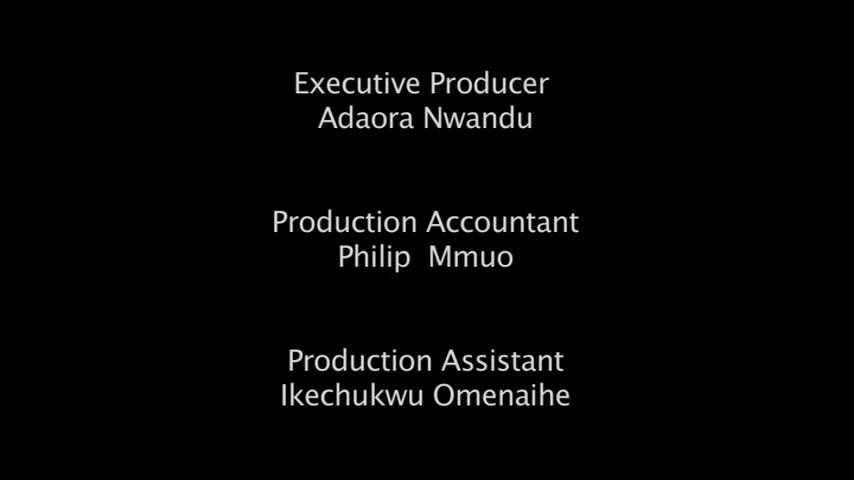 Executive Producer
Adaora Nwandu
Production Accountant
Philip  Mmuo
Production Assistant
Ikechukwu Omenaihe